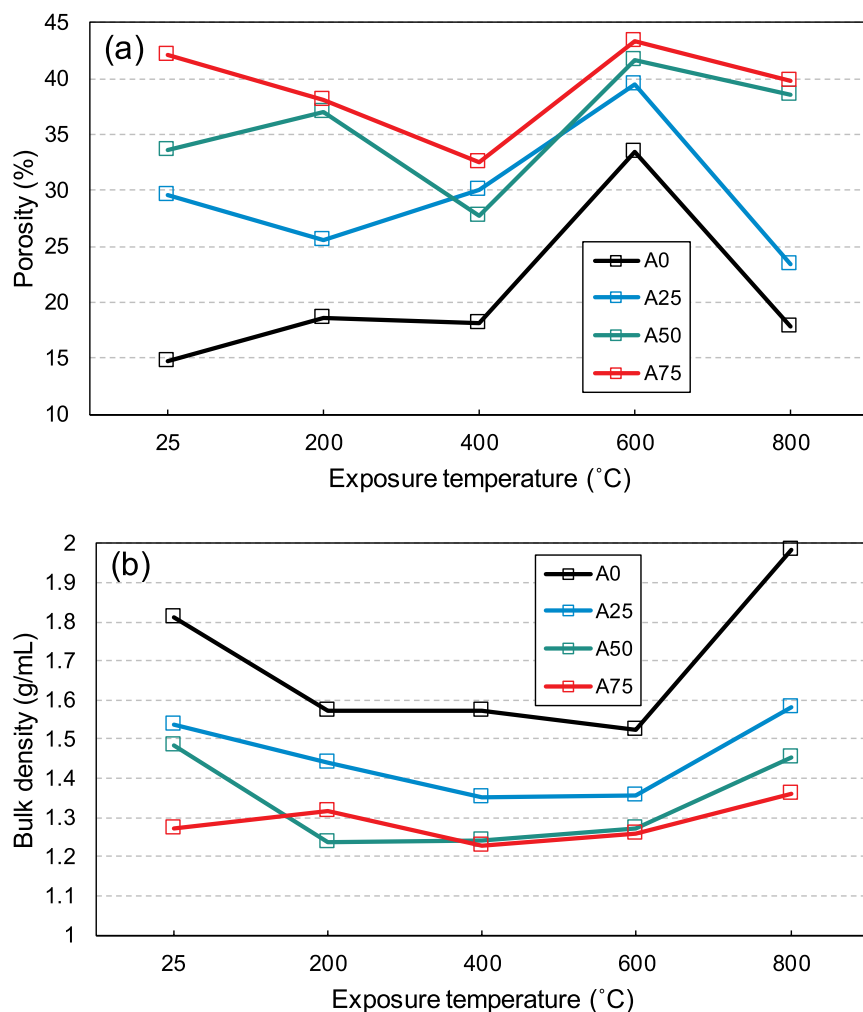 (a)
Porosity (%)
45
40
35
30
25
20
15
10
A0
A25
A50
A75
25 200 400 600 800
Exposure temperature (˚C)
(b)
Bulk density (g/mL)
2
1.9
1.8
1.7
1.6
1.5
1.4
1.3
1.2
1.1
1
A0
A25
A50
A75
25 200 400 600 800
Exposure temperature (˚C)